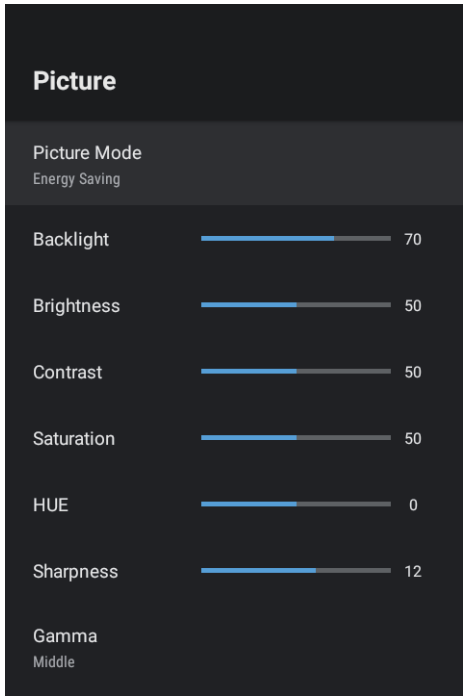 Picture
Picture Mode
Energy Saving
Backlight 70
Brightness 50
Contrast 50
Saturation 50
HUE 0
Sharpness 12
Gamma
Middle